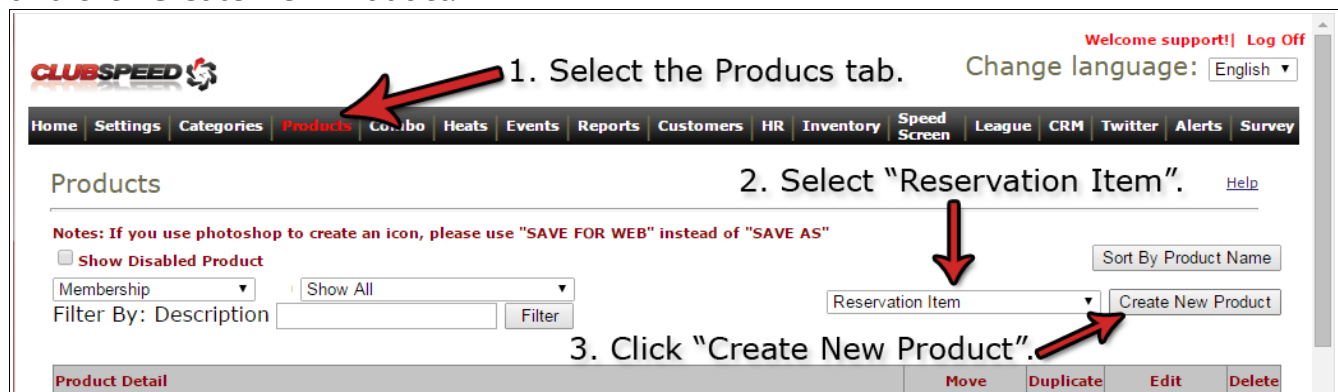 Welcome support!| Log Off
CLUBSPEED
1. Select the Producs tab.
Change language: English
Home Settings Categories Products Combo Heats Events Reports Customers HR Inventory Speed Screen League CRM Twitter Alerts Survey
Products
2. Select “Reservation Item”.
Help
Notes: If you use photoshop to create an icon, please use "SAVE FOR WEB" instead of "SAVE AS"
Show Disabled Product
Sort By Product Name
Membership Show All
Reservation Item Create New Product
Filter By: Description Filter
3. Click “Create New Product”.
Product Detail Move Duplicate Edit Delete